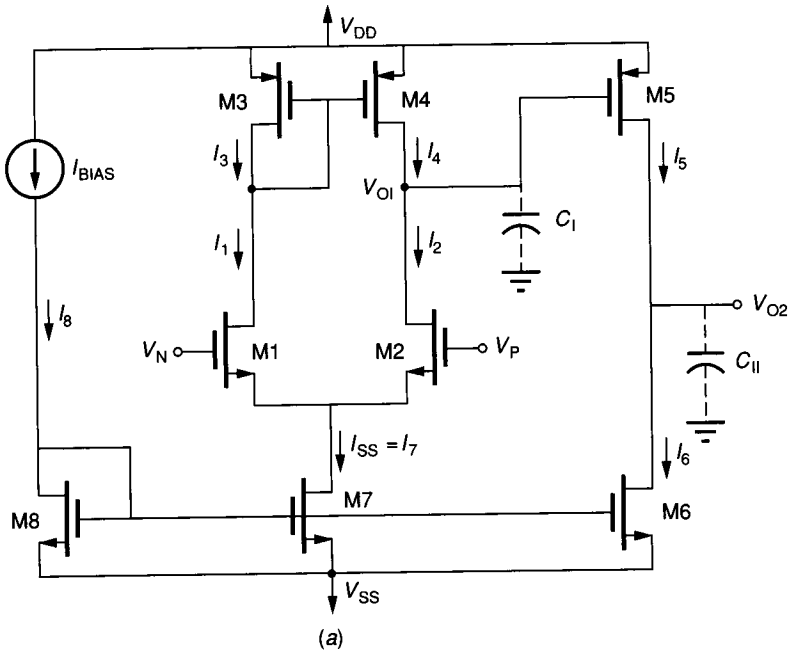 V_DD
M3
M4
M5
I_3
I_4
I_5
I_BIAS
V_OI
C_I
I_1
I_2
I_8
V_N
M1
M2
V_P
V_O2
C_II
I_SS = I_7
I_6
M8
M7
M6
V_SS
(a)